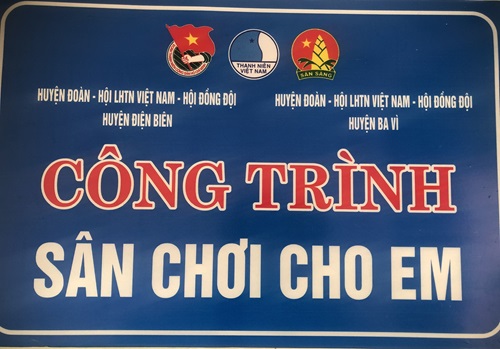 THANH NIÊN
VIỆT NAM
SẴN SÀNG
HUYỆN ĐOÀN - HỘI LHTN VIỆT NAM - HỘI ĐỒNG ĐỘI
HUYỆN ĐIỆN BIÊN
HUYỆN ĐOÀN - HỘI LHTN VIỆT NAM - HỘI ĐỒNG ĐỘI
HUYỆN BA VÌ
CÔNG TRÌNH
SÂN CHƠI CHO EM